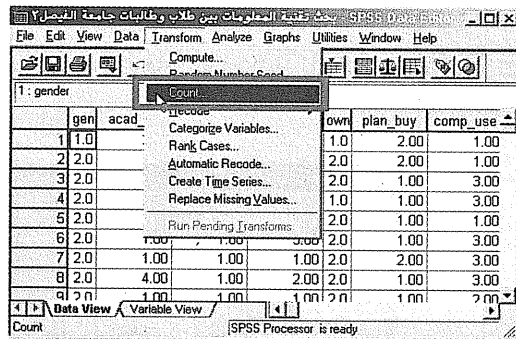 بحث تقنية المعلومات بين طلاب وطالبات جامعة الفيصل؟ SPSS Data Editor
File Edit View Data Transform Analyze Graphs Utilities Window Help
Compute...
Random Number Seed...
Count...
Recode
Categorize Variables...
Rank Cases...
Automatic Recode...
Create Time Series...
Replace Missing Values...
Run Pending Transforms
1 : gender
gen acad_ own plan_buy comp_use
1 1.0 1.0 2.00 1.00
2 2.0 2.0 2.00 1.00
3 2.0 2.0 1.00 3.00
4 2.0 1.0 1.00 3.00
5 2.0 2.0 1.00 1.00
6 2.0 1.00 1.00 3.00 2.0 1.00 3.00
7 2.0 1.00 1.00 1.00 2.0 2.00 3.00
8 2.0 4.00 1.00 2.00 2.0 1.00 3.00
9 2.0 1.00 1.00 1.00 2.0 1.00 2.00
Data View Variable View
Count SPSS Processor is ready